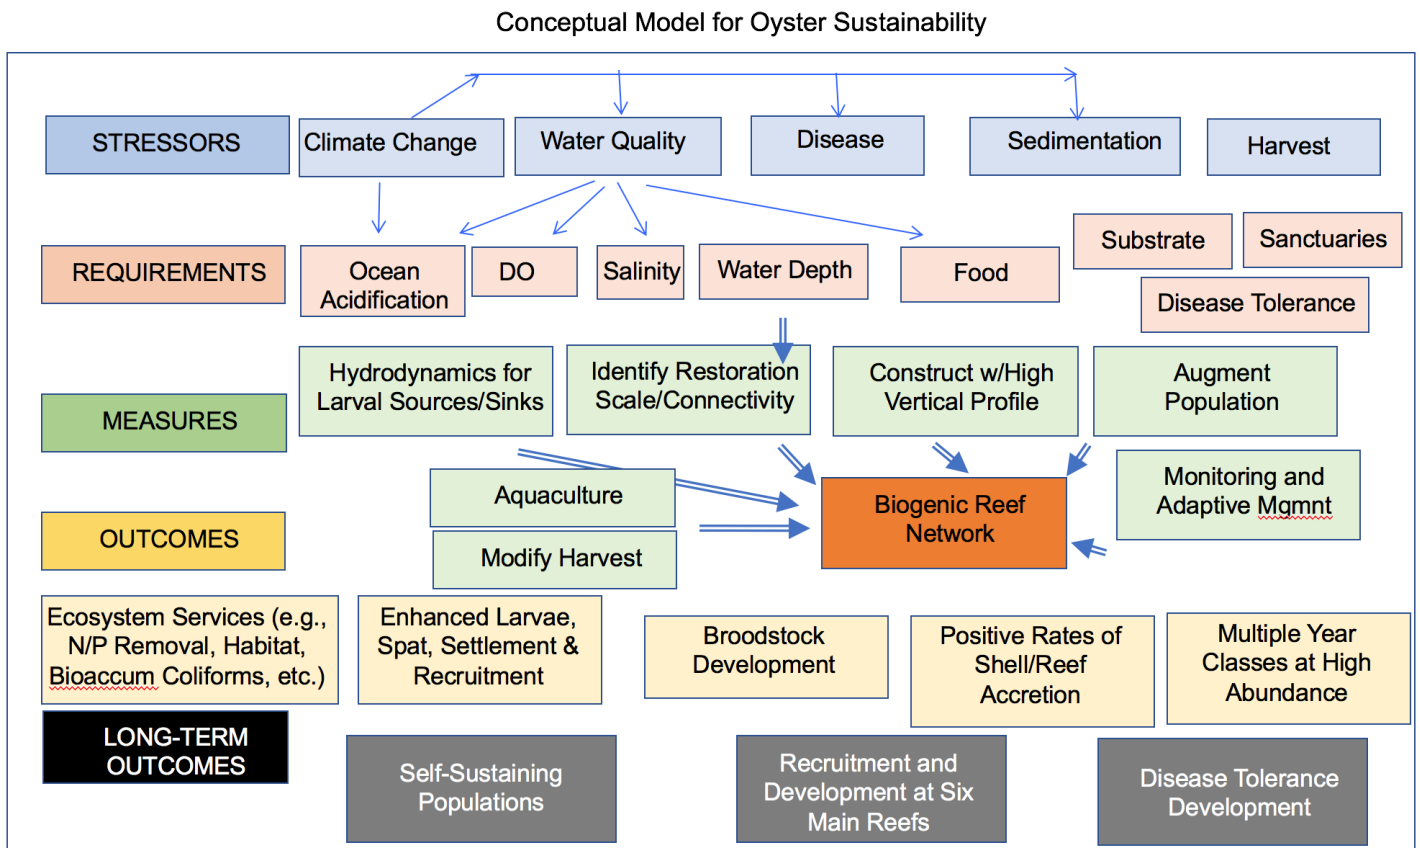 Conceptual Model for Oyster Sustainability
STRESSORS
Climate Change
Water Quality
Disease
Sedimentation
Harvest
REQUIREMENTS
Ocean
Acidification
DO
Salinity
Water Depth
Food
Substrate
Sanctuaries
Disease Tolerance
MEASURES
Hydrodynamics for
Larval Sources/Sinks
Identify Restoration
Scale/Connectivity
Construct w/High
Vertical Profile
Augment
Population
Aquaculture
Modify Harvest
Biogenic Reef
Network
Monitoring and
Adaptive Mgmnt
OUTCOMES
Ecosystem Services (e.g.,
N/P Removal, Habitat,
Bioaccum Coliforms, etc.)
Enhanced Larvae,
Spat, Settlement &
Recruitment
Broodstock
Development
Positive Rates of
Shell/Reef
Accretion
Multiple Year
Classes at High
Abundance
LONG-TERM
OUTCOMES
Self-Sustaining
Populations
Recruitment and
Development at Six
Main Reefs
Disease Tolerance
Development